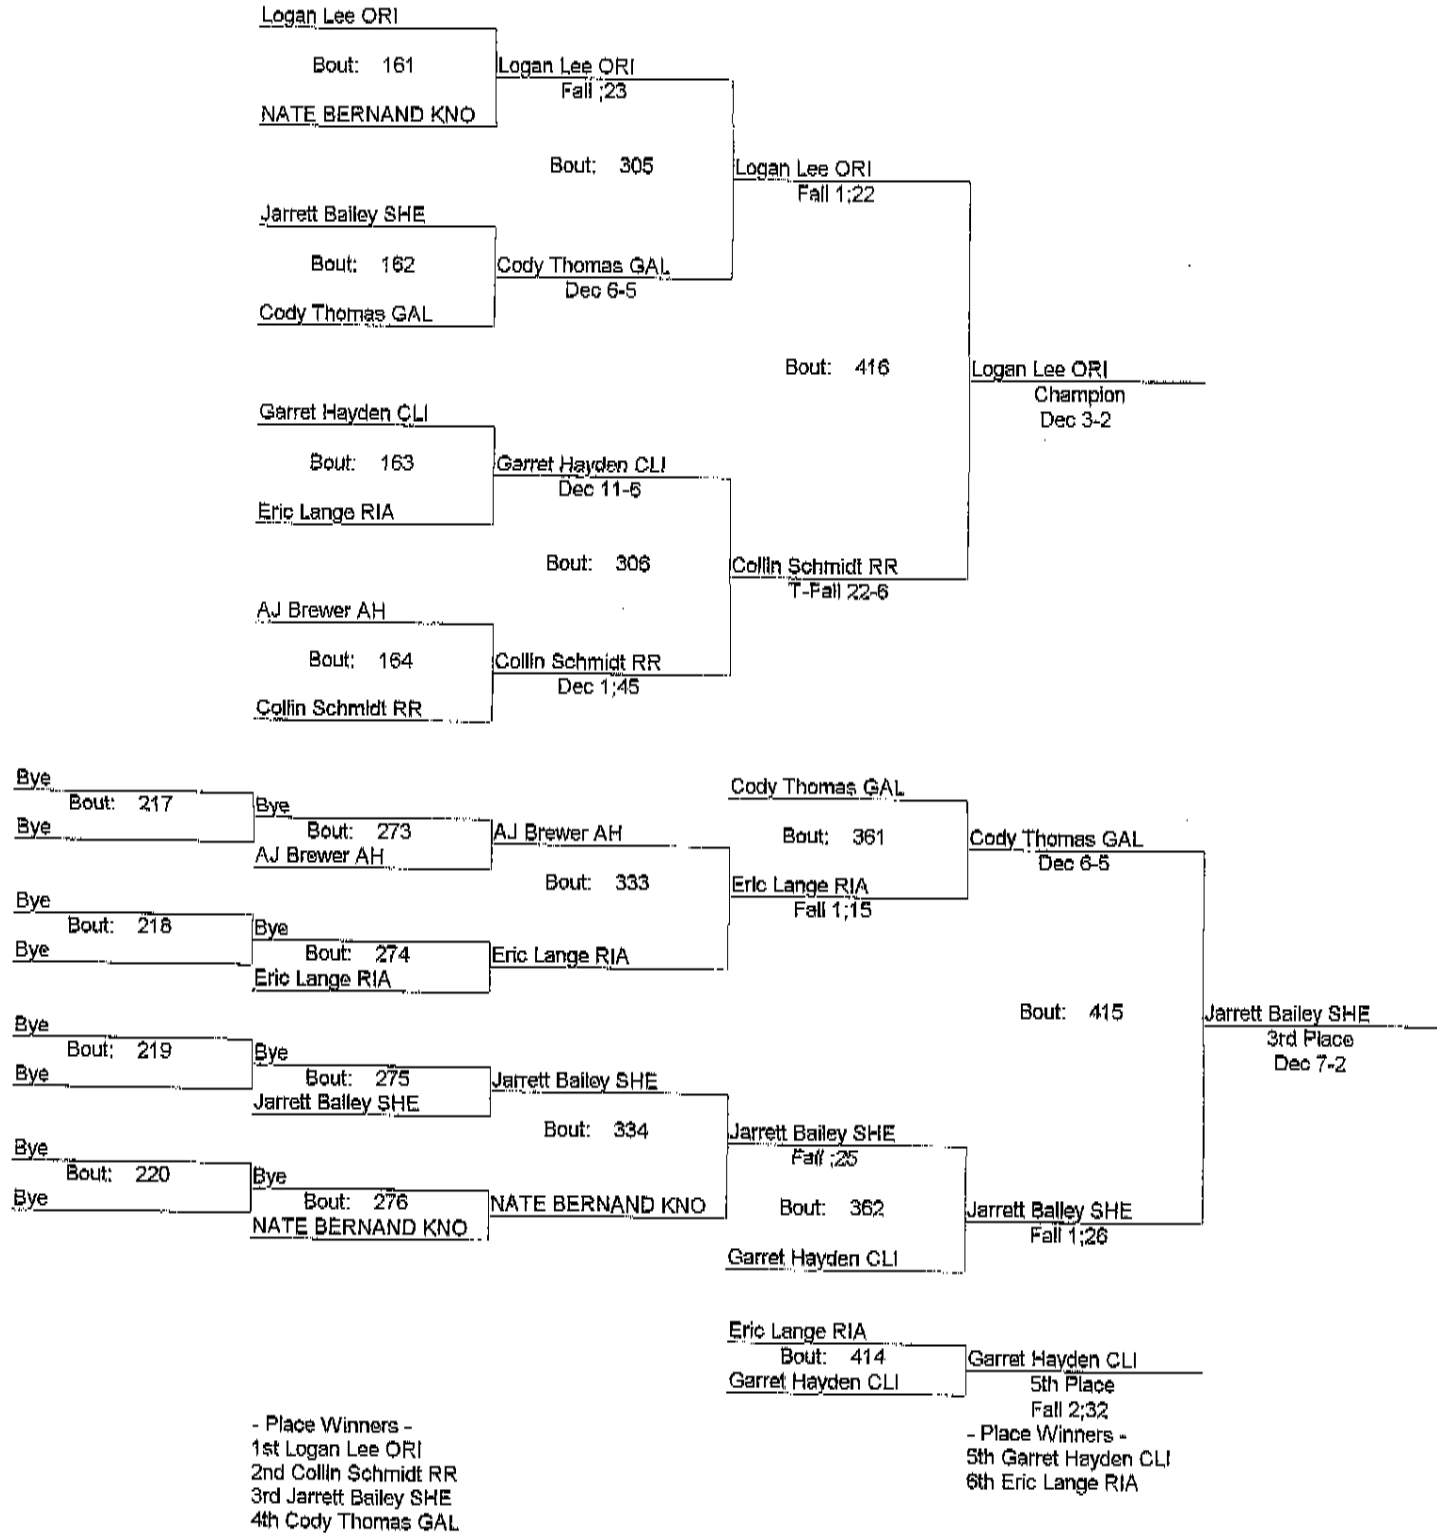 Logan Lee ORI
Bout: 161
NATE BERNAND KNO
Logan Lee ORI
Fall ;23
Bout: 305
Jarrett Bailey SHE
Bout: 162
Cody Thomas GAL
Cody Thomas GAL
Dec 6-5
Logan Lee ORI
Fall 1;22
Bout: 416
Garret Hayden CLI
Bout: 163
Eric Lange RIA
Garret Hayden CLI
Dec 11-6
Bout: 306
AJ Brewer AH
Bout: 164
Collin Schmidt RR
Collin Schmidt RR
Dec 1;45
Collin Schmidt RR
T-Fall 22-6
Logan Lee ORI
Champion
Dec 3-2
Bye
Bout: 217
Bye
Bye
Bout: 273
AJ Brewer AH
AJ Brewer AH
Bout: 333
Bye
Bout: 218
Bye
Bye
Bout: 274
Eric Lange RIA
Eric Lange RIA
Cody Thomas GAL
Bout: 361
Eric Lange RIA
Fall 1;15
Cody Thomas GAL
Dec 6-5
Bout: 415
Bye
Bout: 219
Bye
Bye
Bout: 275
Jarrett Bailey SHE
Jarrett Bailey SHE
Bout: 334
Bye
Bout: 220
Bye
Bye
Bout: 276
NATE BERNAND KNO
NATE BERNAND KNO
Jarrett Bailey SHE
Fall ;25
Bout: 362
Garret Hayden CLI
Jarrett Bailey SHE
Fall 1;26
Jarrett Bailey SHE
3rd Place
Dec 7-2
Eric Lange RIA
Bout: 414
Garret Hayden CLI
Garret Hayden CLI
5th Place
Fall 2;32
- Place Winners -
1st Logan Lee ORI
2nd Collin Schmidt RR
3rd Jarrett Bailey SHE
4th Cody Thomas GAL
- Place Winners -
5th Garret Hayden CLI
6th Eric Lange RIA